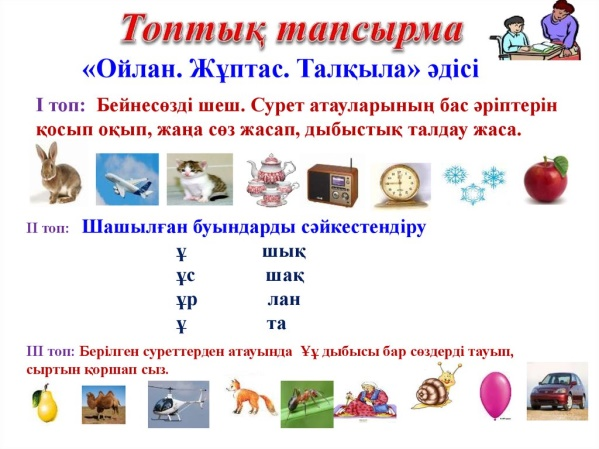 Топтық тапсырма
«Ойлан. Жұптас. Талқыла» әдісі
I топ: Бейнесөзді шеш. Сурет атауларының бас әріптерін
қосып оқып, жаңа сөз жасап, дыбыстық талдау жаса.
II топ: Шашылған буындарды сәйкестендіру
ұ шық
ұс шақ
ұр лан
ұ та
III топ: Берілген суреттерден атауында Ұұ дыбысы бар сөздерді тауып,
сыртын қоршап сыз.